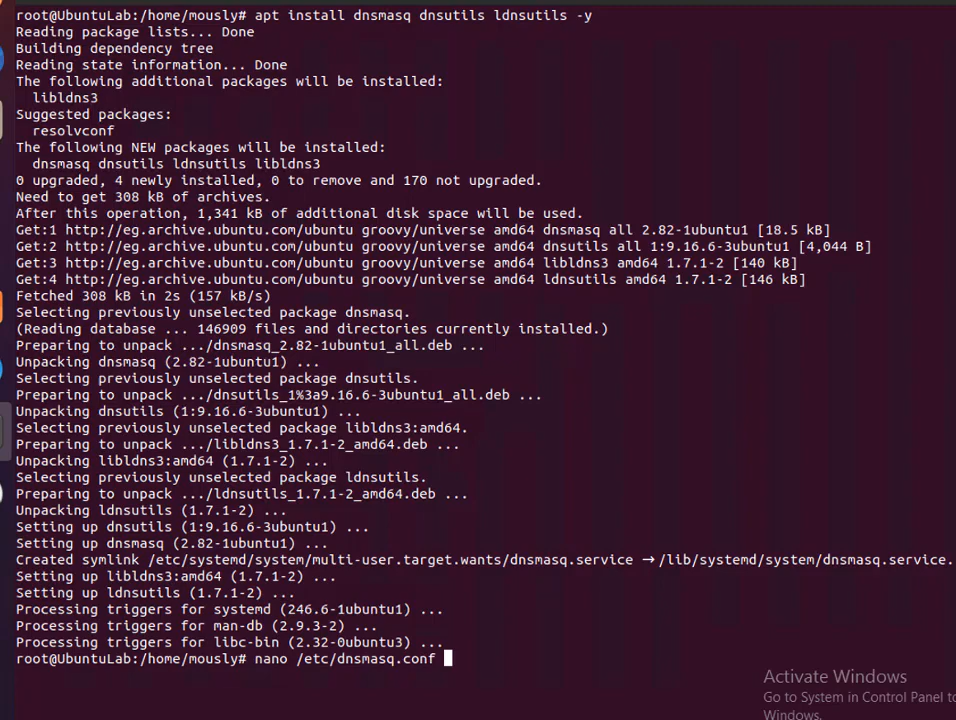 root@UbuntuLab:/home/mously# apt install dnsmasq dnsutils ldnsutils -y
Reading package lists... Done
Building dependency tree
Reading state information... Done
The following additional packages will be installed:
  libldns3
Suggested packages:
  resolvconf
The following NEW packages will be installed:
  dnsmasq dnsutils ldnsutils libldns3
0 upgraded, 4 newly installed, 0 to remove and 170 not upgraded.
Need to get 308 kB of archives.
After this operation, 1,341 kB of additional disk space will be used.
Get:1 http://eg.archive.ubuntu.com/ubuntu groovy/universe amd64 dnsmasq all 2.82-1ubuntu1 [18.5 kB]
Get:2 http://eg.archive.ubuntu.com/ubuntu groovy/universe amd64 dnsutils all 1:9.16.6-3ubuntu1 [4,044 B]
Get:3 http://eg.archive.ubuntu.com/ubuntu groovy/universe amd64 libldns3 amd64 1.7.1-2 [140 kB]
Get:4 http://eg.archive.ubuntu.com/ubuntu groovy/universe amd64 ldnsutils amd64 1.7.1-2 [146 kB]
Fetched 308 kB in 2s (157 kB/s)
Selecting previously unselected package dnsmasq.
(Reading database ... 146909 files and directories currently installed.)
Preparing to unpack .../dnsmasq_2.82-1ubuntu1_all.deb ...
Unpacking dnsmasq (2.82-1ubuntu1) ...
Selecting previously unselected package dnsutils.
Preparing to unpack .../dnsutils_1%3a9.16.6-3ubuntu1_all.deb ...
Unpacking dnsutils (1:9.16.6-3ubuntu1) ...
Selecting previously unselected package libldns3:amd64.
Preparing to unpack .../libldns3_1.7.1-2_amd64.deb ...
Unpacking libldns3:amd64 (1.7.1-2) ...
Selecting previously unselected package ldnsutils.
Preparing to unpack .../ldnsutils_1.7.1-2_amd64.deb ...
Unpacking ldnsutils (1.7.1-2) ...
Setting up dnsutils (1:9.16.6-3ubuntu1) ...
Setting up dnsmasq (2.82-1ubuntu1) ...
Created symlink /etc/systemd/system/multi-user.target.wants/dnsmasq.service → /lib/systemd/system/dnsmasq.service.
Setting up libldns3:amd64 (1.7.1-2) ...
Setting up ldnsutils (1.7.1-2) ...
Processing triggers for systemd (246.6-1ubuntu1) ...
Processing triggers for man-db (2.9.3-2) ...
Processing triggers for libc-bin (2.32-0ubuntu3) ...
root@UbuntuLab:/home/mously# nano /etc/dnsmasq.conf
Activate Windows
Go to System in Control Panel to
Windows.